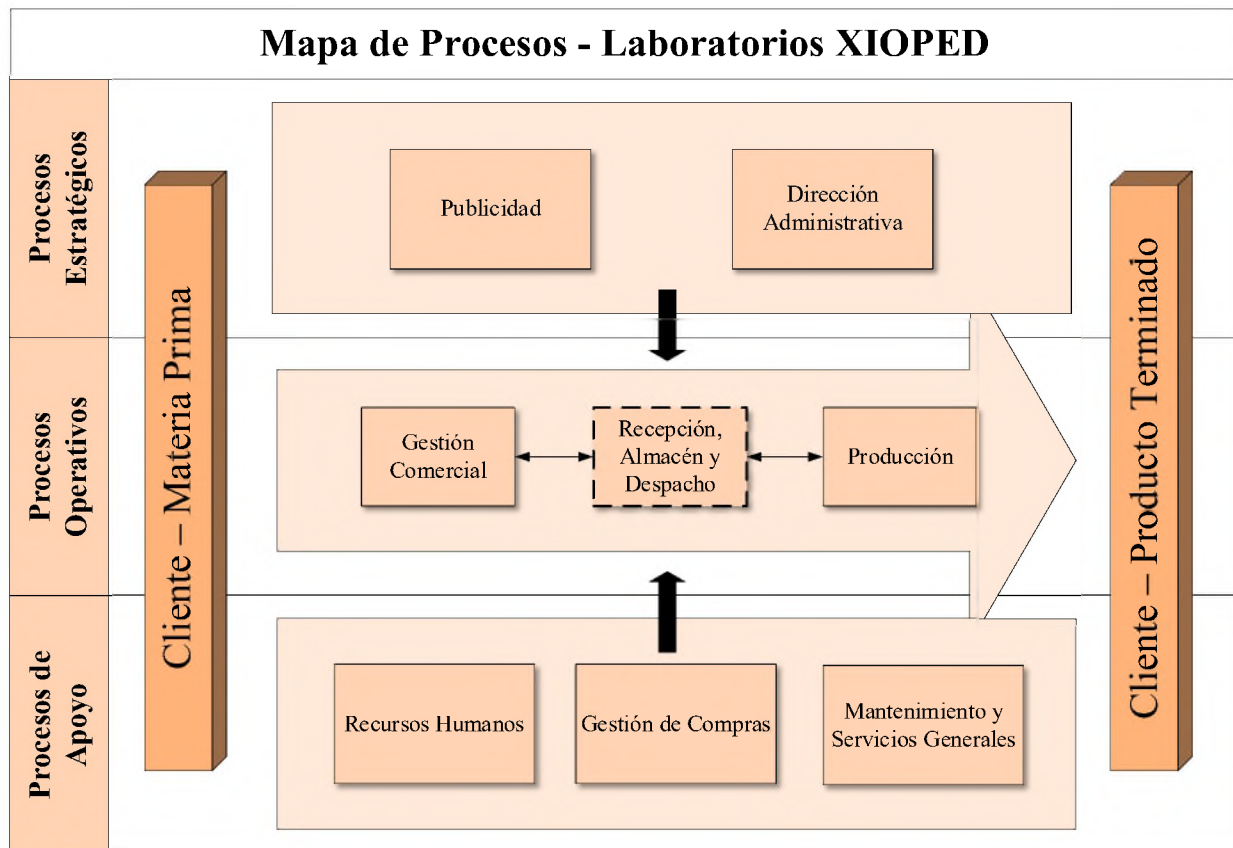 Mapa de Procesos - Laboratorios XIOPED
Procesos
Estratégicos
Publicidad
Dirección
Administrativa
Cliente – Materia Prima
Cliente – Producto Terminado
Procesos
Operativos
Gestión
Comercial
Recepción,
Almacén y
Despacho
Producción
Procesos de
Apoyo
Recursos Humanos
Gestión de Compras
Mantenimiento y
Servicios Generales